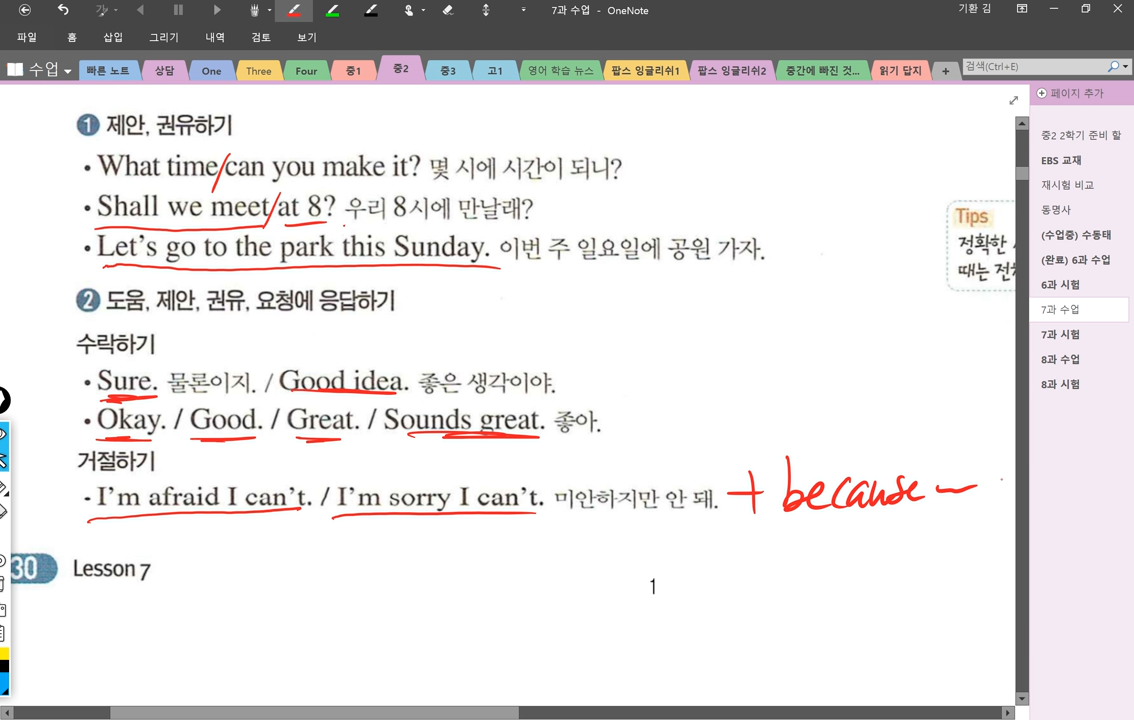 7과 수업 - OneNote
기환 김
파일 홈 삽입 그리기 내역 검토 보기
수업 빠른 노트 상담 One Three Four 중1 중2 중3 고1 영어 학습 뉴스 팝스 잉글리쉬1 팝스 잉글리쉬2 중간에 빠진 것... 읽기 답지 + 검색(Ctrl+E)
페이지 추가
중2 2학기 준비 할
EBS 교재
재시험 비교
동명사
(수업중) 수동태
(완료) 6과 수업
6과 시험
7과 수업
7과 시험
8과 수업
8과 시험
1 제안, 권유하기
• What time/can you make it? 몇 시에 시간이 되니?
• Shall we meet/at 8? 우리 8시에 만날래?
• Let's go to the park this Sunday. 이번 주 일요일에 공원 가자.
Tips
정확한
때는
2 도움, 제안, 권유, 요청에 응답하기
수락하기
• Sure. 물론이지. / Good idea. 좋은 생각이야.
• Okay. / Good. / Great. / Sounds great. 좋아.
거절하기
- I'm afraid I can't. / I'm sorry I can't. 미안하지만 안 돼. + because ~
30 Lesson 7
1